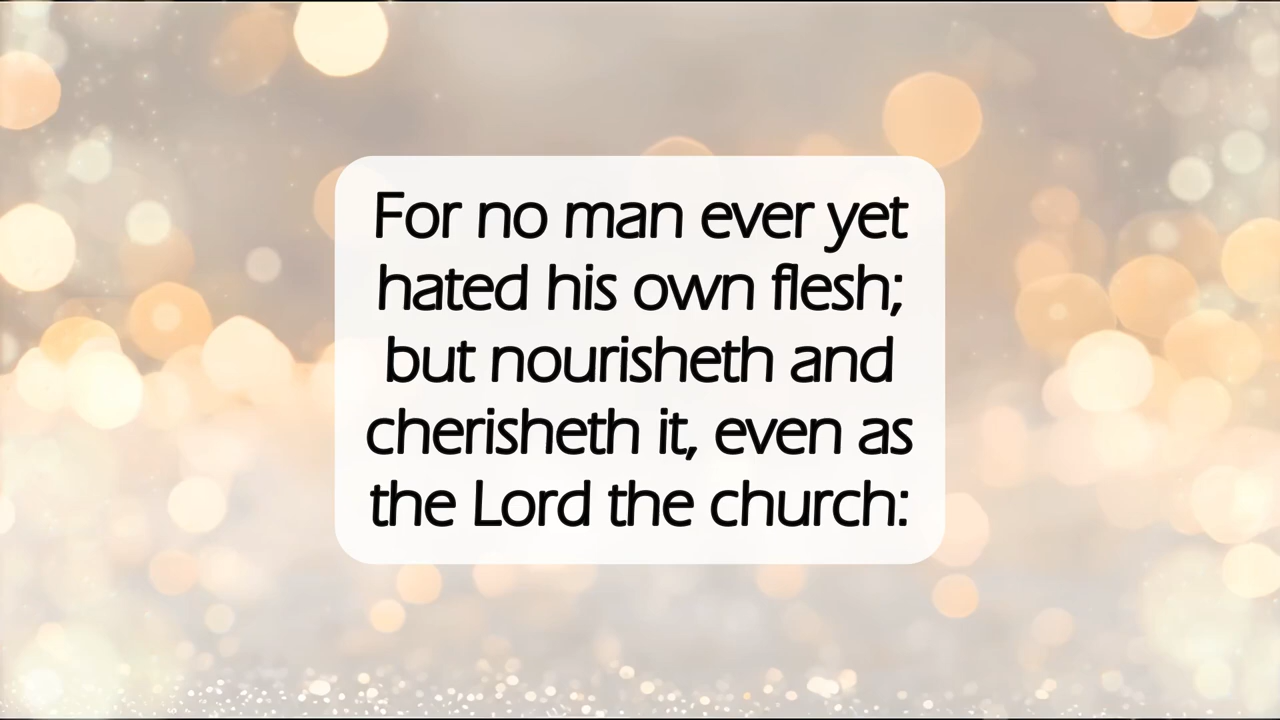 For no man ever yet
hated his own flesh;
but nourisheth and
cherisheth it, even as
the Lord the church: